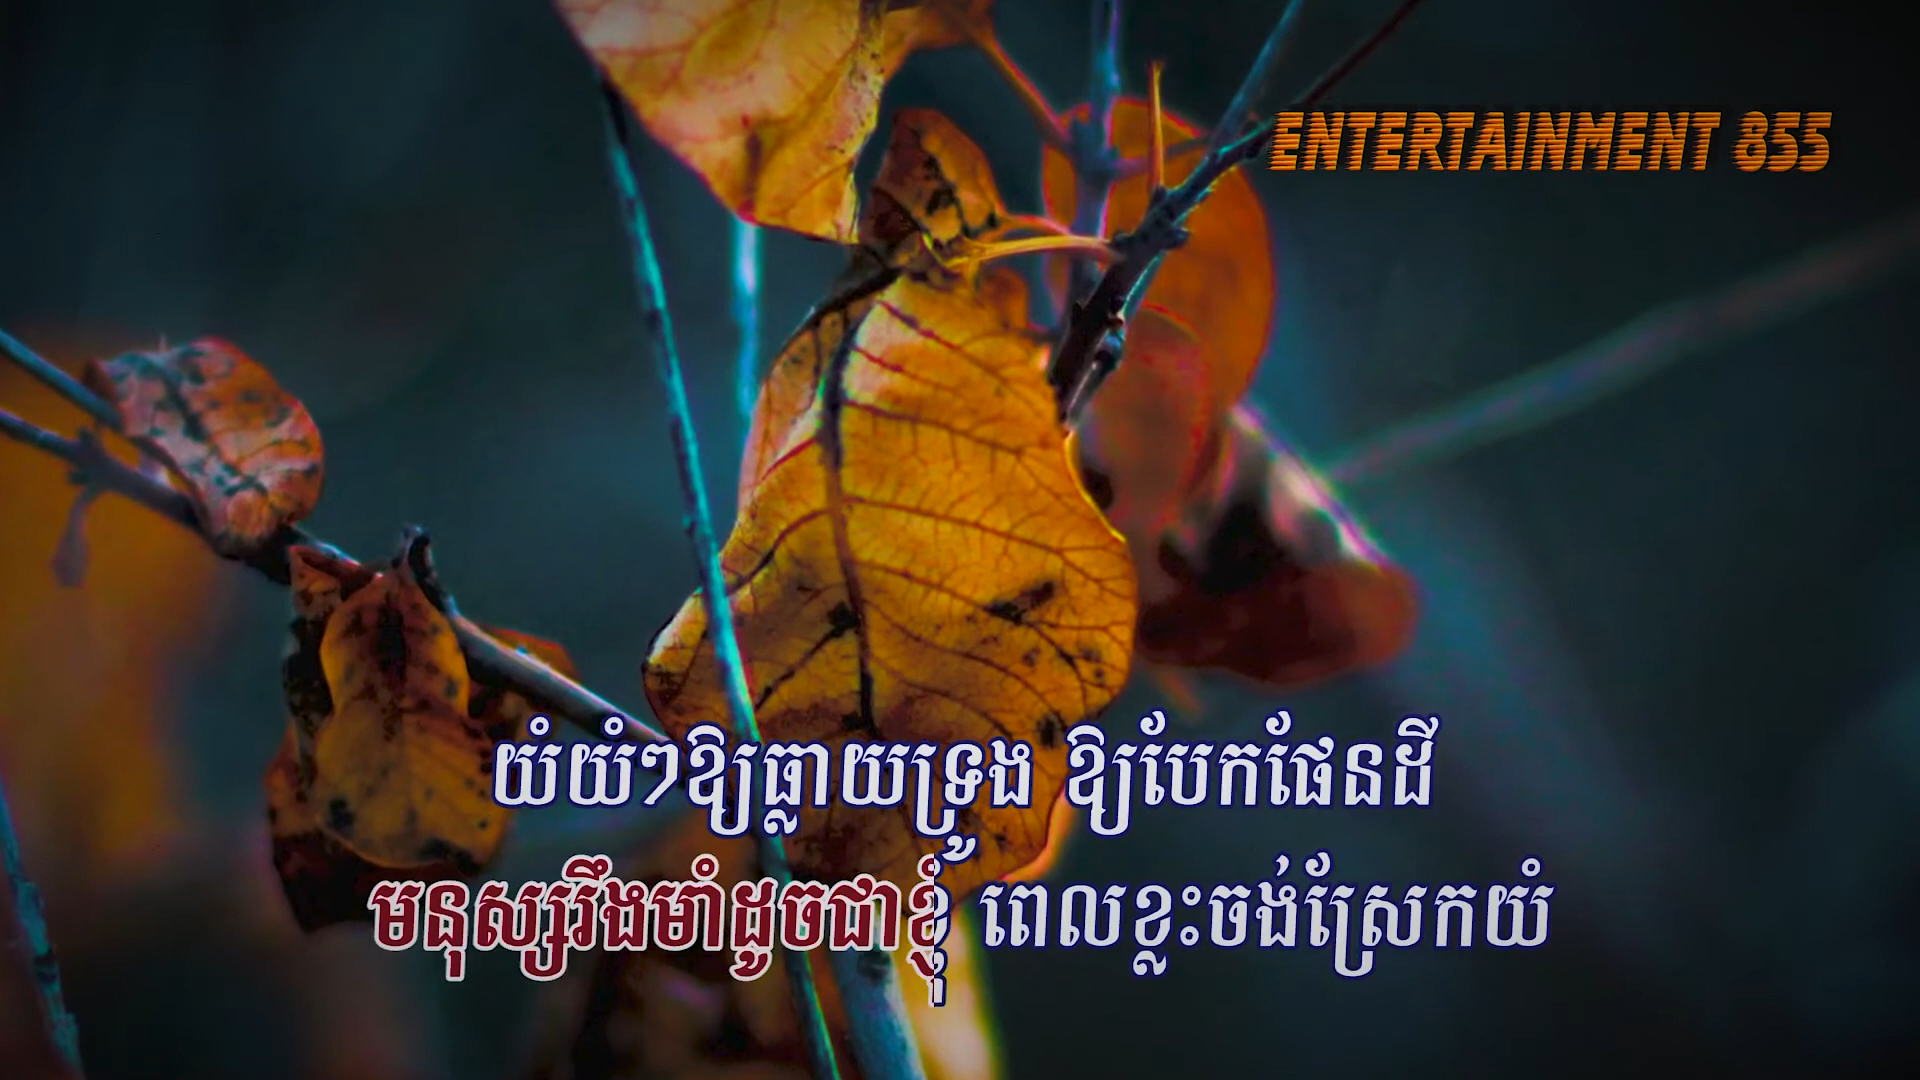 ENTERTAINMENT 855
យំយំៗឱ្យធ្លាយទ្រូង ឱ្យបែកផែនដី
មនុស្សរឹងមាំដូចជាខ្ញុំ ពេលខ្លះចង់ស្រែកយំ